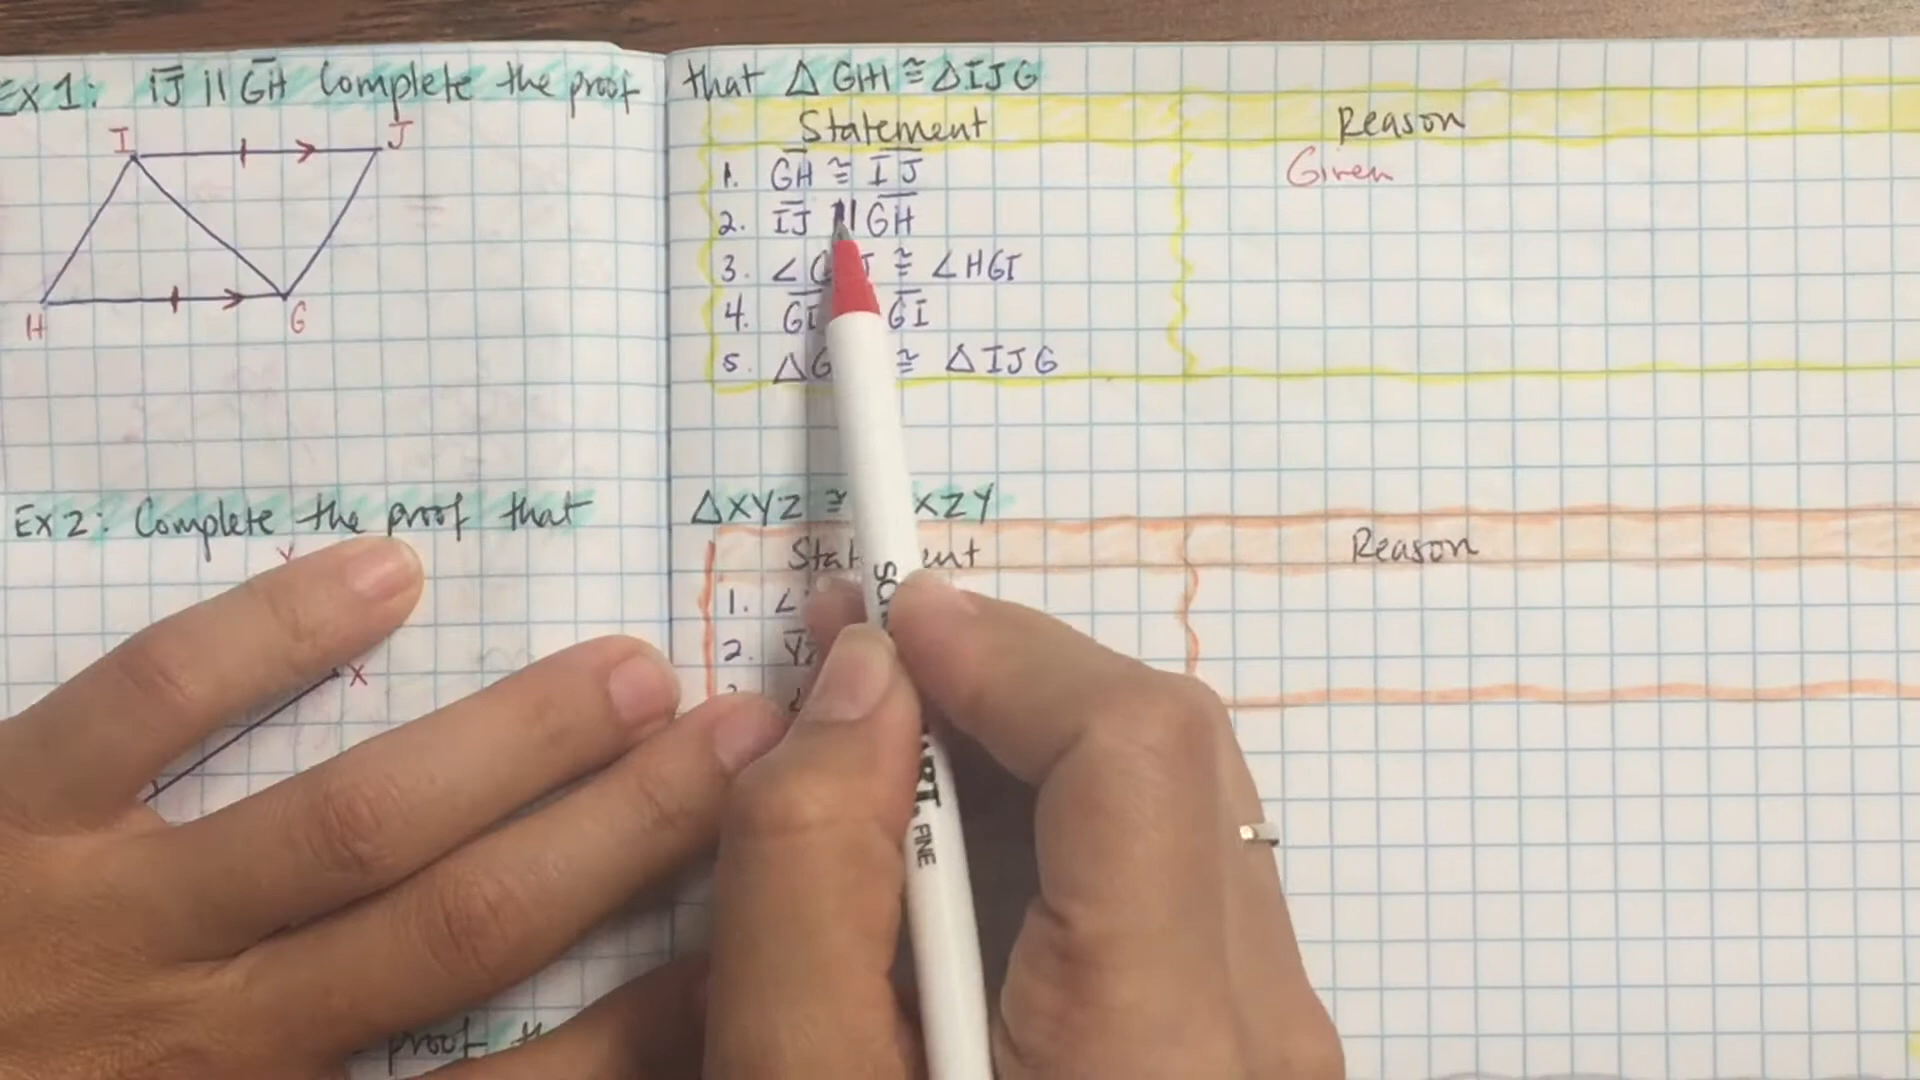 Ex 1: IJ || GH Complete the proof that △ GHI ≅ △IJG
I J
H G
Statement Reason
1. GH ≅ IJ Given
2. IJ || GH
3. ∠G ≅ ∠HGI
4. GI GI
5. △G ≅ △IJG
Ex 2: Complete the proof that △XYZ ≅ XZY
Statement Reason
Y
X
1. ∠
2. Y
proof
FINE